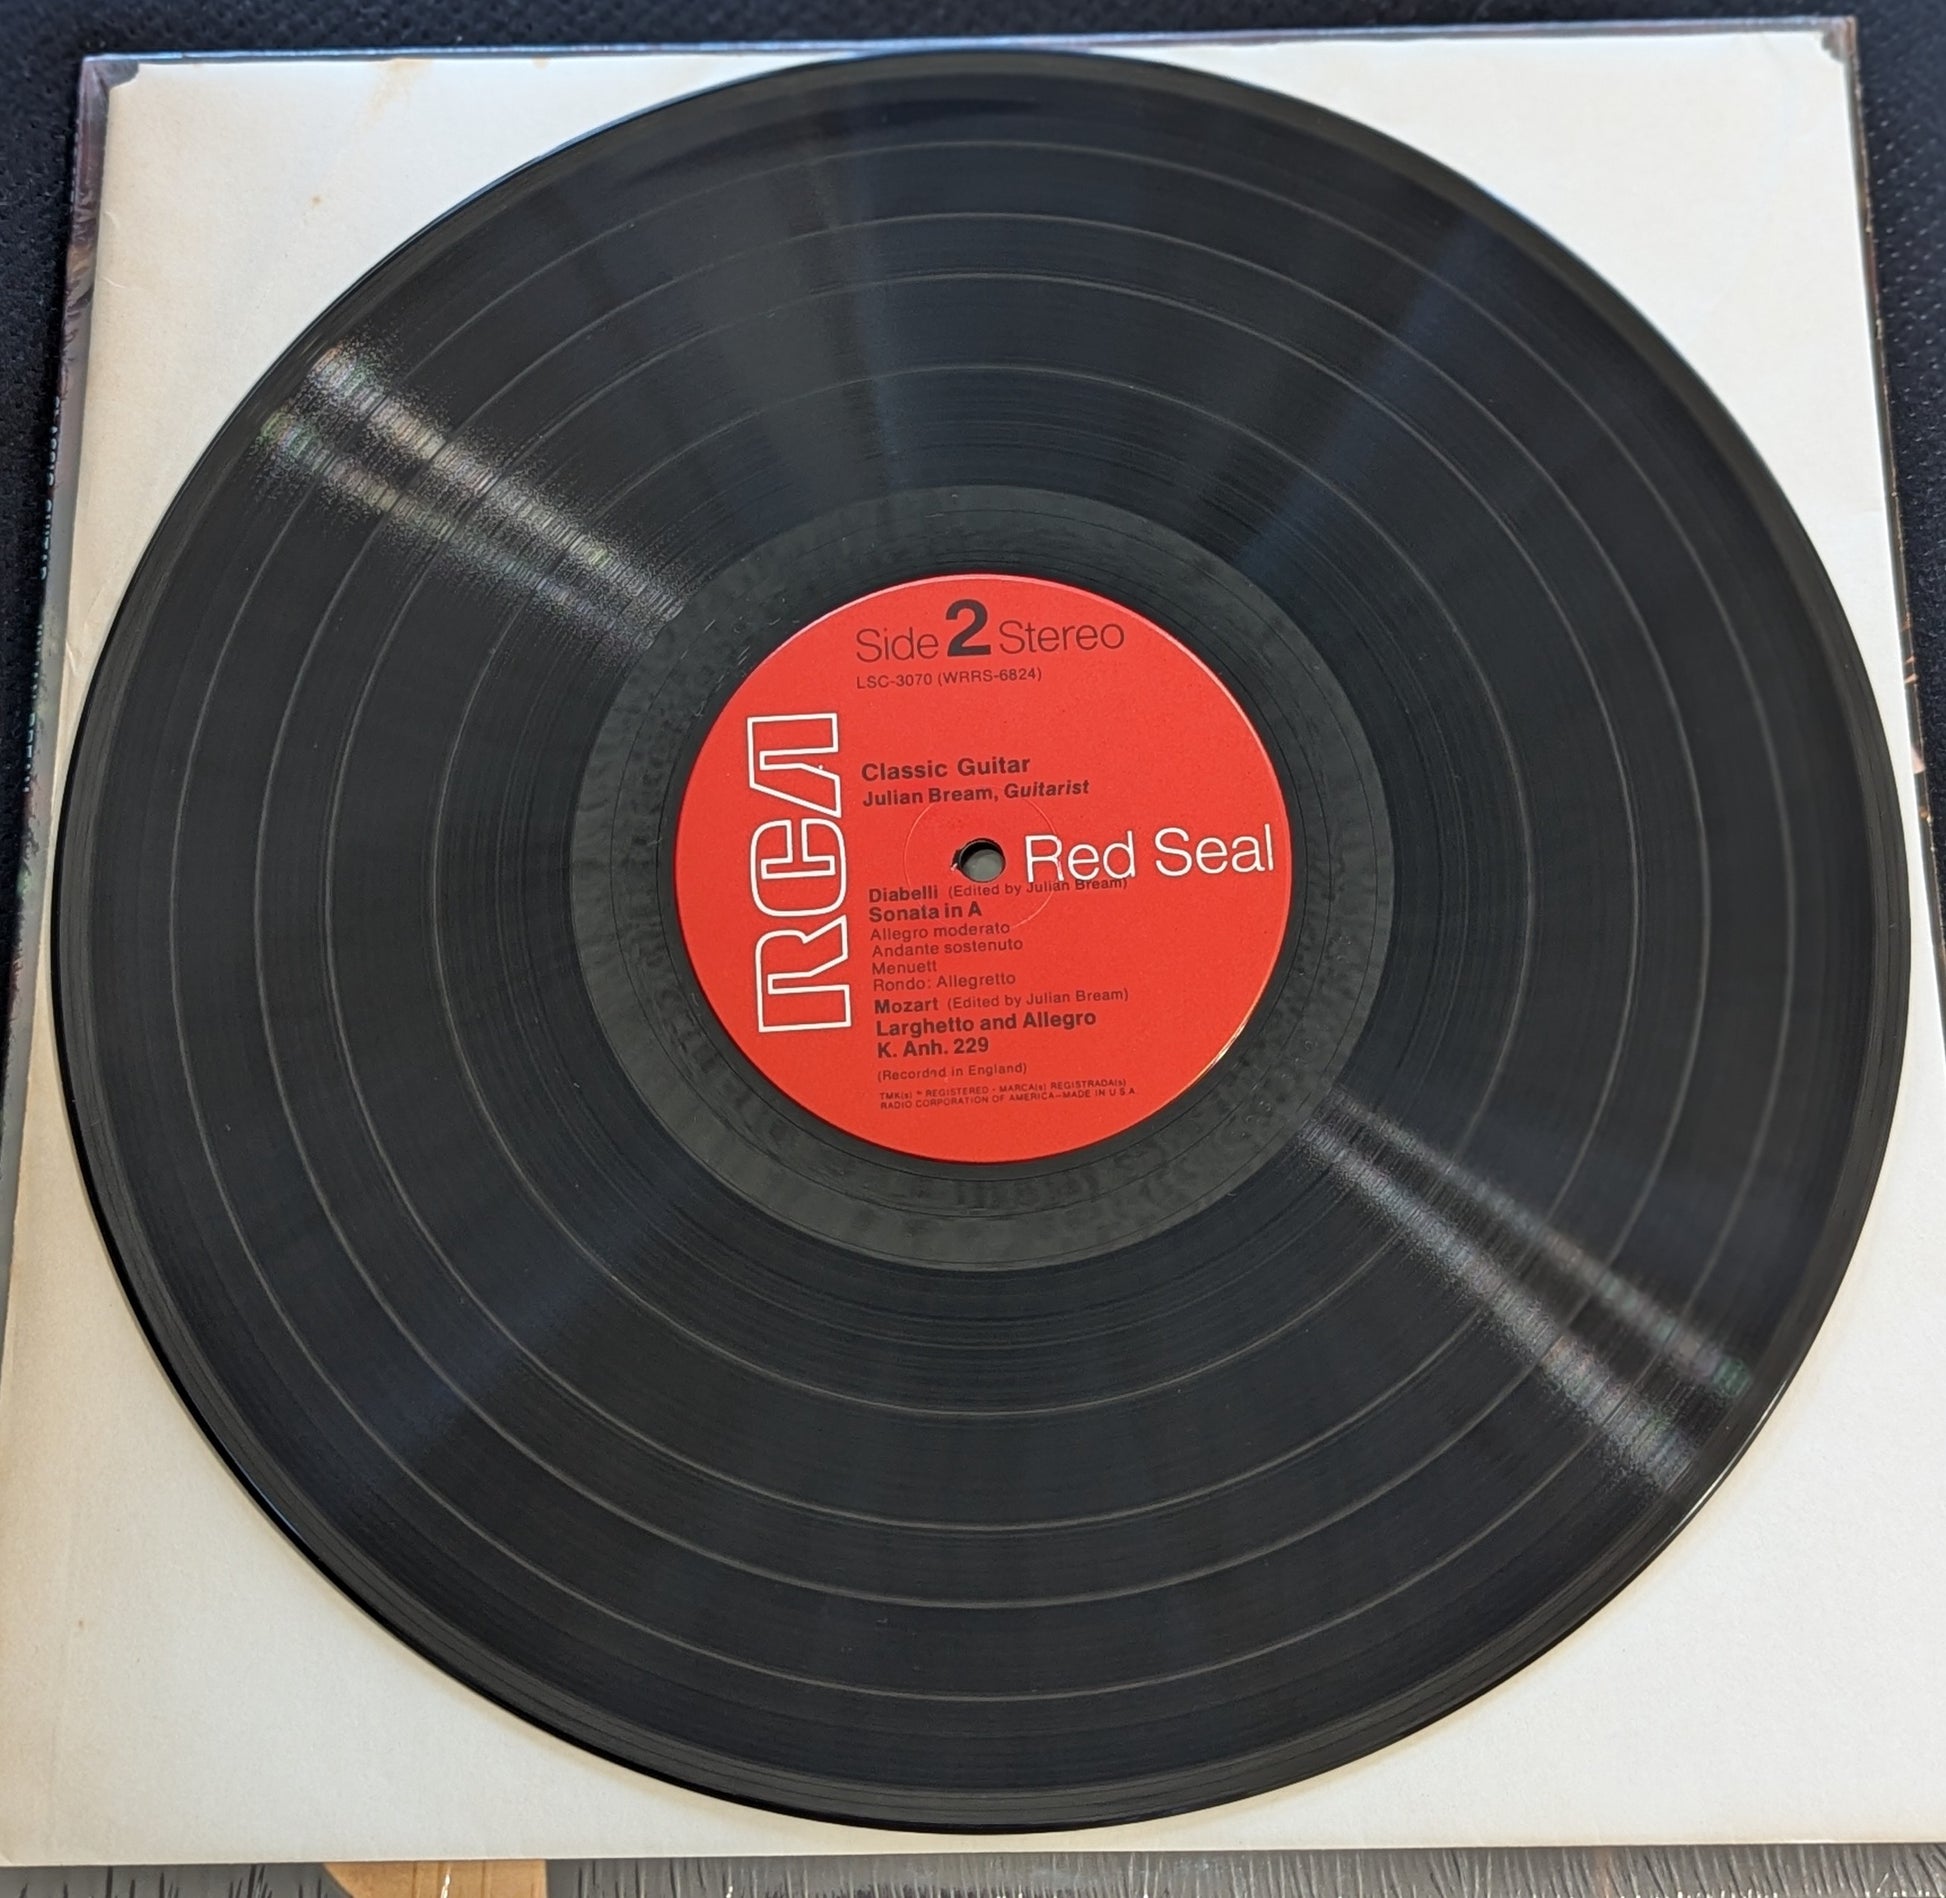 Side 2 Stereo
LSC-3070 (WRRS-6824)
RCA
Classic Guitar
Julian Bream, Guitarist
Red Seal
Diabelli (Edited by Julian Bream)
Sonata in A
Allegro moderato
Andante sostenuto
Menuett
Rondo: Allegretto
Mozart (Edited by Julian Bream)
Larghetto and Allegro
K. Anh. 229
(Recorded in England)
TMK(s) ® REGISTERED • MARCA(s) REGISTRADA(s)
RADIO CORPORATION OF AMERICA—MADE IN U.S.A.